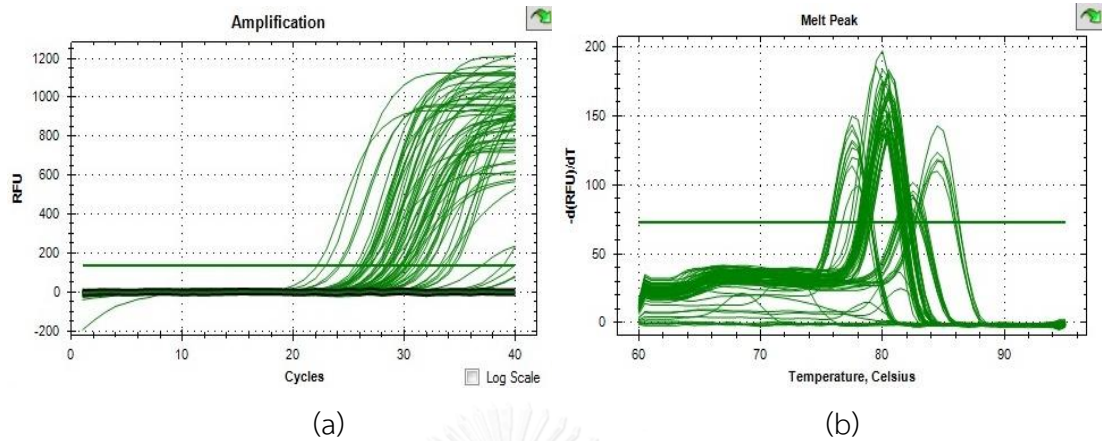 Amplification
1200
1000
800
600
400
200
0
-200
RFU
0 10 20 30 40
Cycles
Log Scale
(a)
Melt Peak
200
150
100
50
0
-d(RFU)/dT
60 70 80 90
Temperature, Celsius
(b)